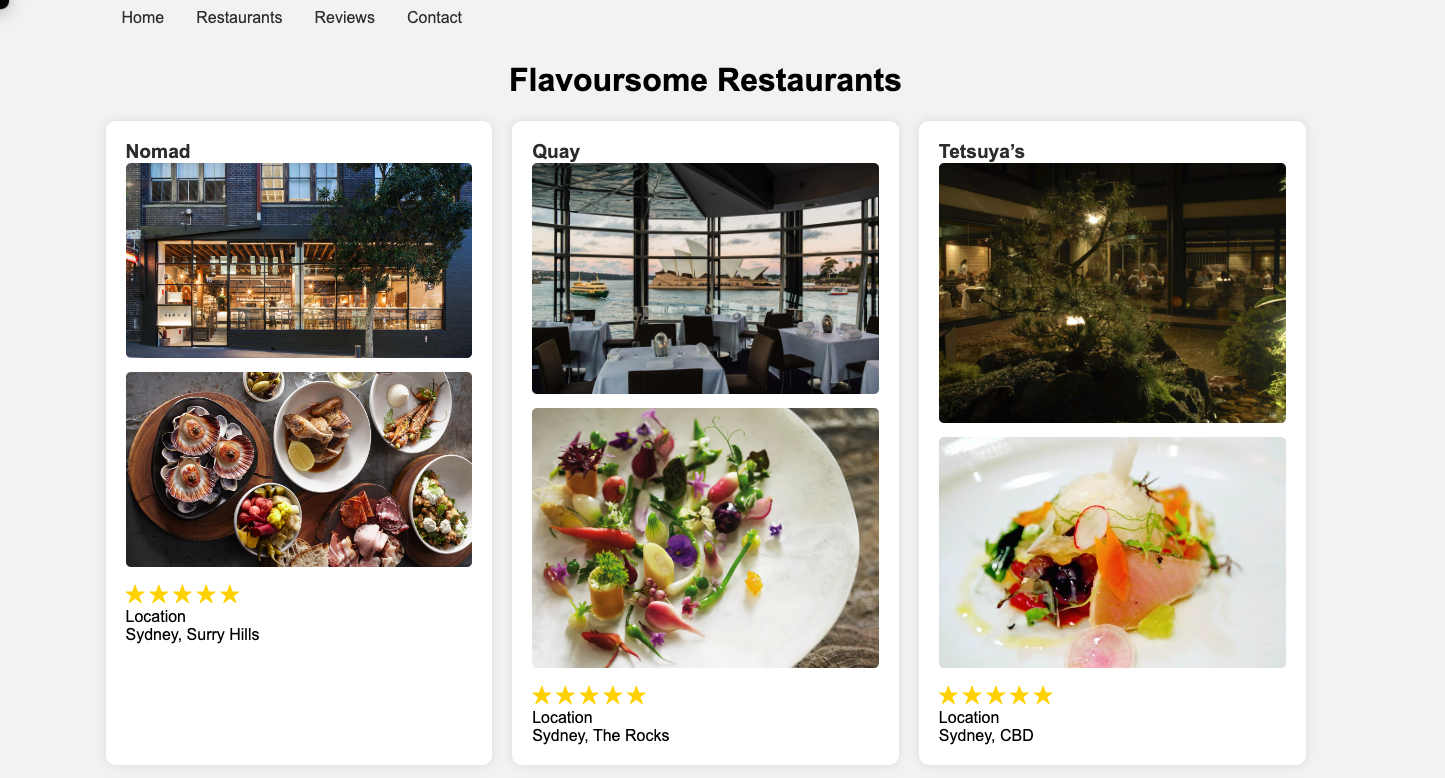 Home Restaurants Reviews Contact
Flavoursome Restaurants
Nomad
Location
Sydney, Surry Hills
Quay
Location
Sydney, The Rocks
Tetsuya’s
Location
Sydney, CBD